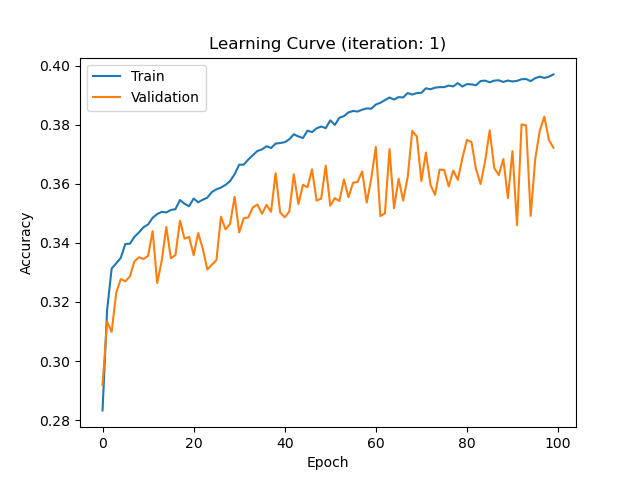 Learning Curve (iteration: 1)
Train
Validation
Accuracy
0.40
0.38
0.36
0.34
0.32
0.30
0.28
0 20 40 60 80 100
Epoch